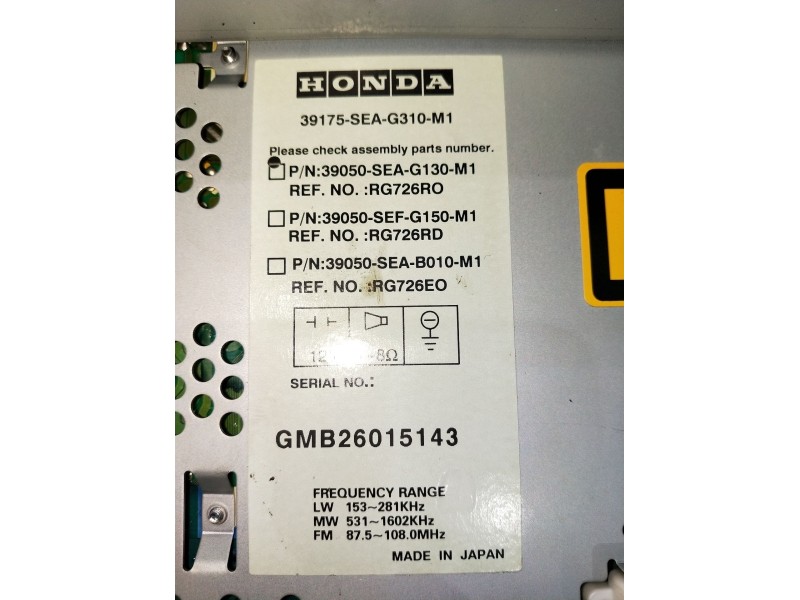 HONDA
39175-SEA-G310-M1
Please check assembly parts number.
P/N:39050-SEA-G130-M1
REF. NO. :RG726RO
P/N:39050-SEF-G150-M1
REF. NO. :RG726RD
P/N:39050-SEA-B010-M1
REF. NO. :RG726EO
12 8Ω
SERIAL NO.:
GMB26015143
FREQUENCY RANGE
LW 153~281KHz
MW 531~1602KHz
FM 87.5~108.0MHz
MADE IN JAPAN